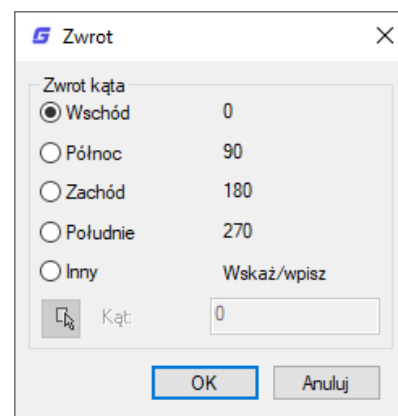 Zwrot
Zwrot kąta
Wschód 0
Północ 90
Zachód 180
Południe 270
Inny Wskaż/wpisz
Kąt: 0
OK Anuluj